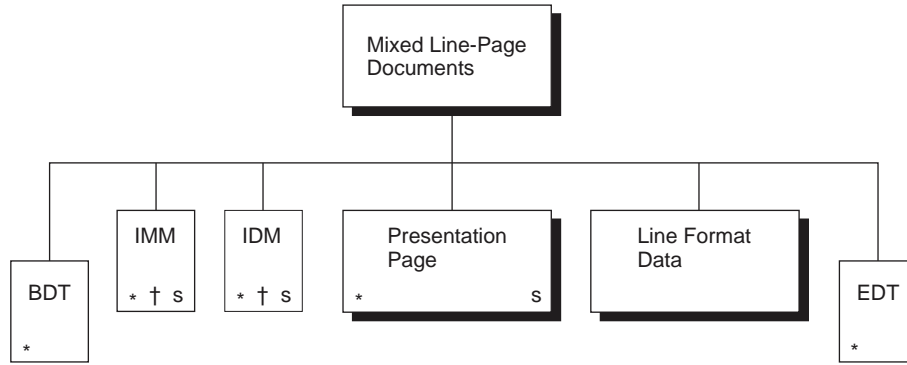 Mixed Line-Page
Documents
IMM
* † s
IDM
* † s
Presentation
Page
* s
Line Format
Data
BDT
*
EDT
*